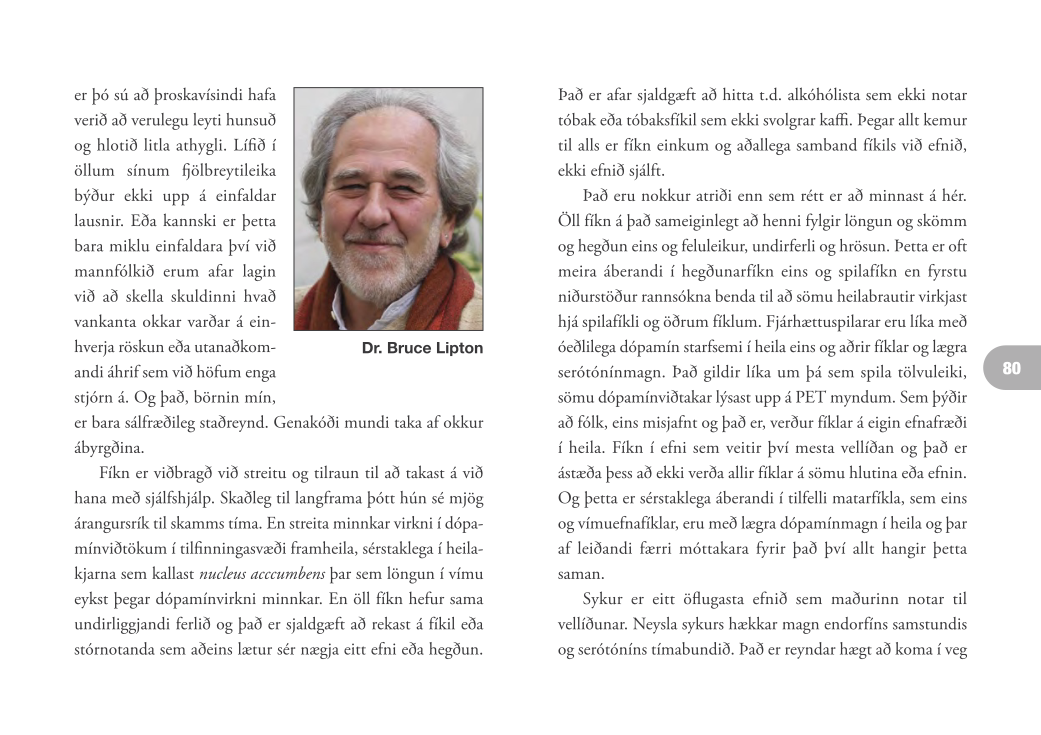 er þó sú að þroskavísindi hafa
verið að verulegu leyti hunsuð
og hlotið litla athygli. Lífið í
öllum sínum fjölbreytileika
býður ekki upp á einfaldar
lausnir. Eða kannski er þetta
bara miklu einfaldara því við
mannfólkið erum afar lagin
við að skella skuldinni hvað
vankanta okkar varðar á ein-
hverja röskun eða utanaðkom-
andi áhrif sem við höfum enga
stjórn á. Og það, börnin mín,
er bara sálfræðileg staðreynd. Genakóði mundi taka af okkur
ábyrgðina.
Fíkn er viðbragð við streitu og tilraun til að takast á við
hana með sjálfshjálp. Skaðleg til langframa þótt hún sé mjög
árangursrík til skamms tíma. En streita minnkar virkni í dópa-
mínviðtökum í tilfinningasvæði framheila, sérstaklega í heila-
kjarna sem kallast nucleus acccumbens þar sem löngun í vímu
eykst þegar dópamínvirkni minnkar. En öll fíkn hefur sama
undirliggjandi ferlið og það er sjaldgæft að rekast á fíkil eða
stórnotanda sem aðeins lætur sér nægja eitt efni eða hegðun.
Dr. Bruce Lipton
Það er afar sjaldgæft að hitta t.d. alkóhólista sem ekki notar
tóbak eða tóbaksfíkil sem ekki svolgrar kaffi. Þegar allt kemur
til alls er fíkn einkum og aðallega samband fíkils við efnið,
ekki efnið sjálft.
Það eru nokkur atriði enn sem rétt er að minnast á hér.
Öll fíkn á það sameiginlegt að henni fylgir löngun og skömm
og hegðun eins og feluleikur, undirferli og hrösun. Þetta er oft
meira áberandi í hegðunarfíkn eins og spilafíkn en fyrstu
niðurstöður rannsókna benda til að sömu heilabrautir virkjast
hjá spilafíkli og öðrum fíklum. Fjárhættuspilarar eru líka með
óeðlilega dópamín starfsemi í heila eins og aðrir fíklar og lægra
serótónínmagn. Það gildir líka um þá sem spila tölvuleiki,
sömu dópamínviðtakar lýsast upp á PET myndum. Sem þýðir
að fólk, eins misjafnt og það er, verður fíklar á eigin efnafræði
í heila. Fíkn í efni sem veitir því mesta vellíðan og það er
ástæða þess að ekki verða allir fíklar á sömu hlutina eða efnin.
Og þetta er sérstaklega áberandi í tilfelli matarfíkla, sem eins
og vímuefnafíklar, eru með lægra dópamínmagn í heila og þar
af leiðandi færri móttakara fyrir það því allt hangir þetta
saman.
Sykur er eitt öflugasta efnið sem maðurinn notar til
vellíðunar. Neysla sykurs hækkar magn endorfíns samstundis
og serótóníns tímabundið. Það er reyndar hægt að koma í veg
80